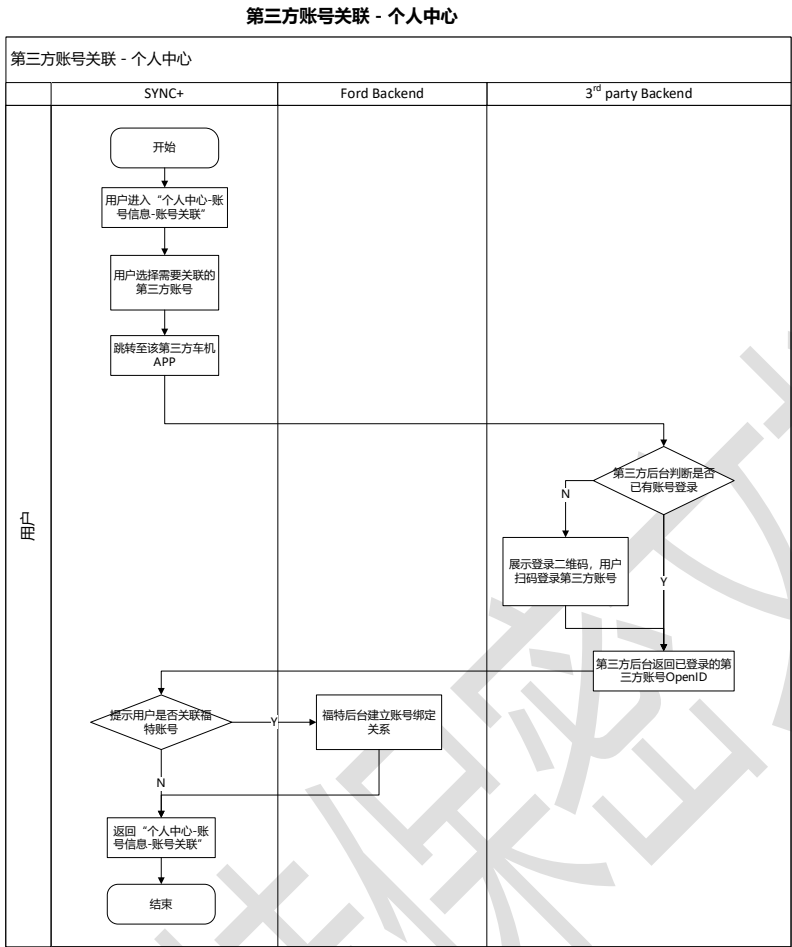 第三方账号关联 - 个人中心
第三方账号关联 - 个人中心
SYNC+
Ford Backend
3rd party Backend
用户
开始
用户进入“个人中心-账
号信息-账号关联”
用户选择需要关联的
第三方账号
跳转至该第三方车机
APP
第三方后台判断是否
已有账号登录
N
展示登录二维码，用户
扫码登录第三方账号
Y
第三方后台返回已登录的第
三方账号OpenID
提示用户是否关联福
特账号
Y
福特后台建立账号绑定
关系
N
返回“个人中心-账
号信息-账号关联”
结束